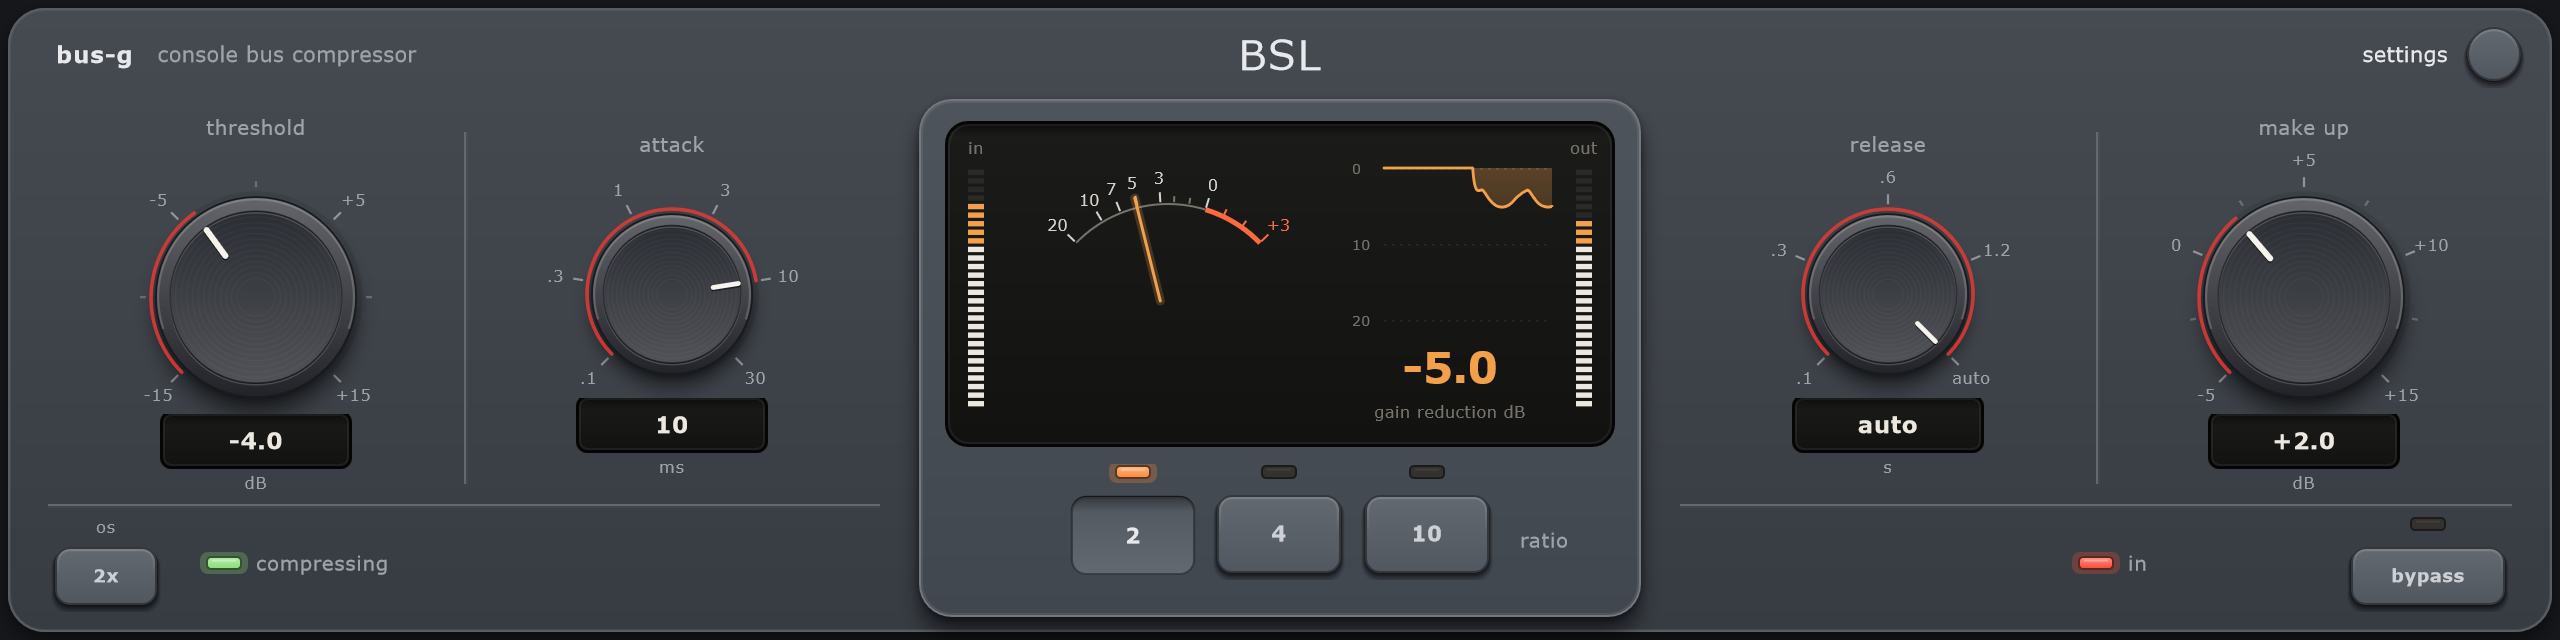 bus-g console bus compressor
BSL
settings
threshold
-5 +5
-15 +15
-4.0
dB
attack
1 3
.3 10
.1 30
10
ms
in out
20 10 7 5 3 0 +3
0
10
20
-5.0
gain reduction dB
2 4 10 ratio
release
.6
.3 1.2
.1 auto
auto
s
make up
+5
0 +10
-5 +15
+2.0
dB
os
2x
compressing
in
bypass